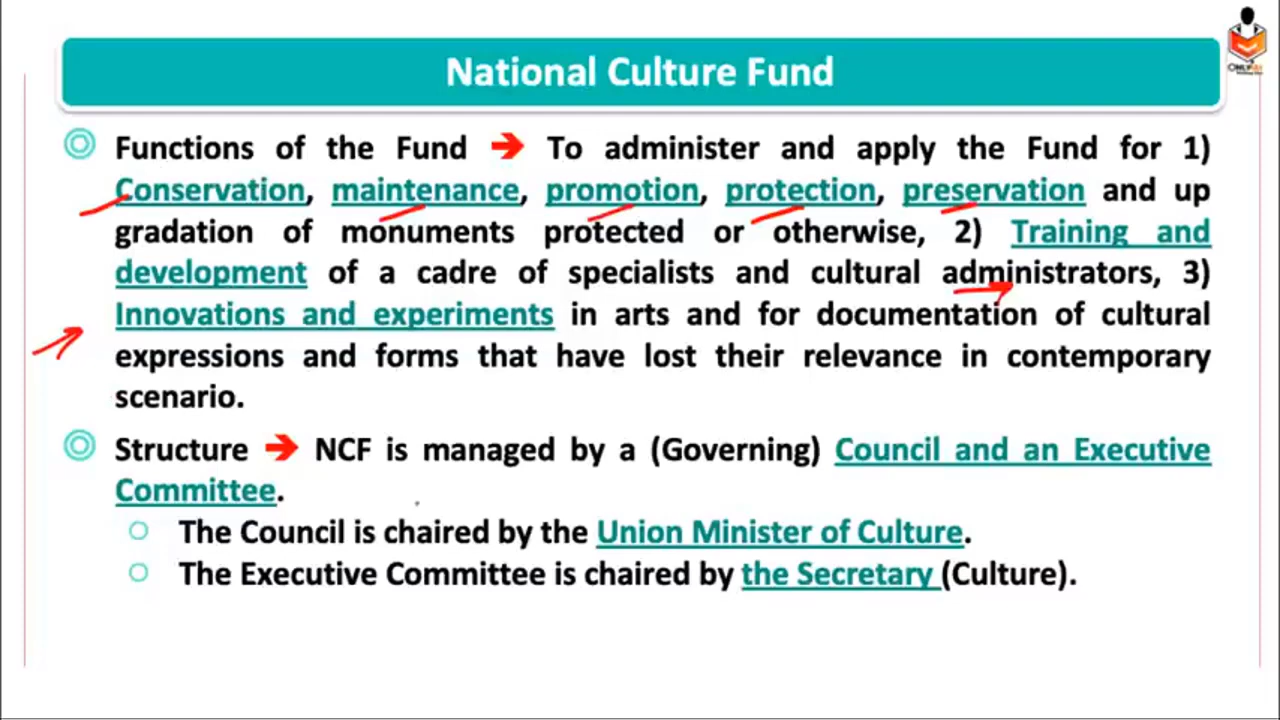 National Culture Fund
Functions of the Fund ➔ To administer and apply the Fund for 1)
Conservation, maintenance, promotion, protection, preservation and up
gradation of monuments protected or otherwise, 2) Training and
development of a cadre of specialists and cultural administrators, 3)
Innovations and experiments in arts and for documentation of cultural
expressions and forms that have lost their relevance in contemporary
scenario.
Structure ➔ NCF is managed by a (Governing) Council and an Executive
Committee.
The Council is chaired by the Union Minister of Culture.
The Executive Committee is chaired by the Secretary (Culture).